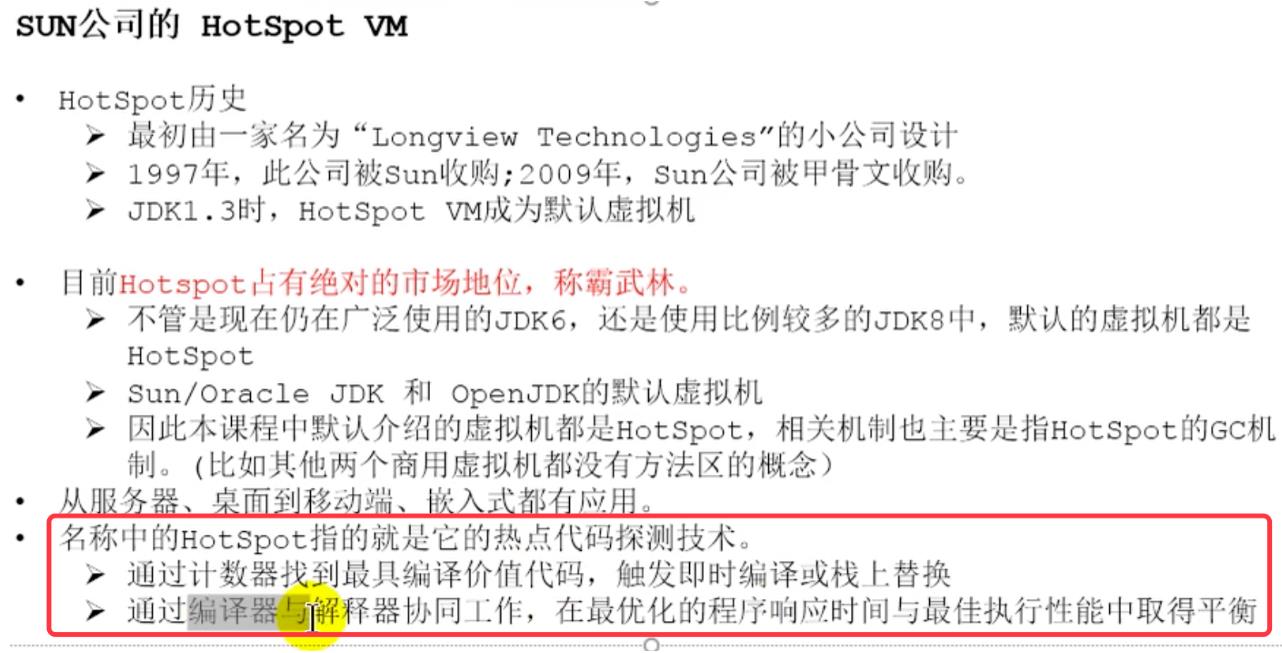 SUN公司的 HotSpot VM
• HotSpot历史
➢ 最初由一家名为“Longview Technologies”的小公司设计
➢ 1997年，此公司被Sun收购;2009年，Sun公司被甲骨文收购。
➢ JDK1.3时，HotSpot VM成为默认虚拟机
• 目前Hotspot占有绝对的市场地位，称霸武林。
➢ 不管是现在仍在广泛使用的JDK6，还是使用比例较多的JDK8中，默认的虚拟机都是
HotSpot
➢ Sun/Oracle JDK 和 OpenJDK的默认虚拟机
➢ 因此本课程中默认介绍的虚拟机都是HotSpot，相关机制也主要是指HotSpot的GC机
制。(比如其他两个商用虚拟机都没有方法区的概念）
• 从服务器、桌面到移动端、嵌入式都有应用。
• 名称中的HotSpot指的就是它的热点代码探测技术。
➢ 通过计数器找到最具编译价值代码，触发即时编译或栈上替换
➢ 通过编译器与解释器协同工作，在最优化的程序响应时间与最佳执行性能中取得平衡